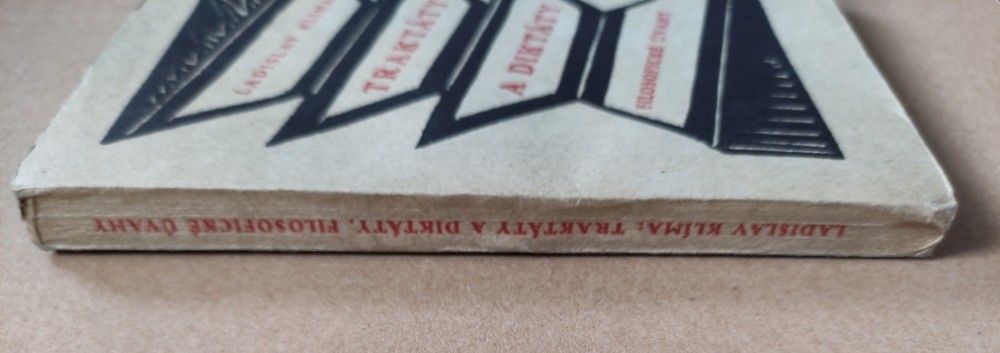 LADISLAV KLÍMA
TRAKTÁTY
A DIKTÁTY
FILOSOFICKÉ ÚVAHY
LADISLAV KLÍMA: TRAKTÁTY A DIKTÁTY, FILOSOFICKÉ ÚVAHY